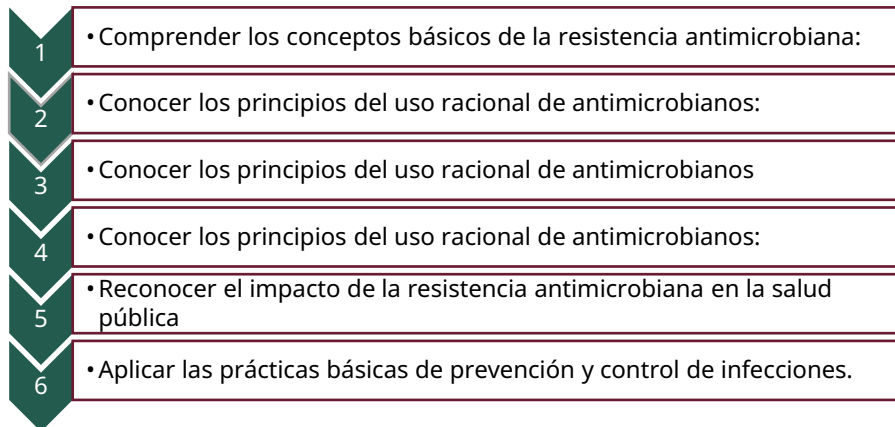 1
• Comprender los conceptos básicos de la resistencia antimicrobiana:
2
• Conocer los principios del uso racional de antimicrobianos:
3
• Conocer los principios del uso racional de antimicrobianos
4
• Conocer los principios del uso racional de antimicrobianos:
5
• Reconocer el impacto de la resistencia antimicrobiana en la salud
pública
6
• Aplicar las prácticas básicas de prevención y control de infecciones.